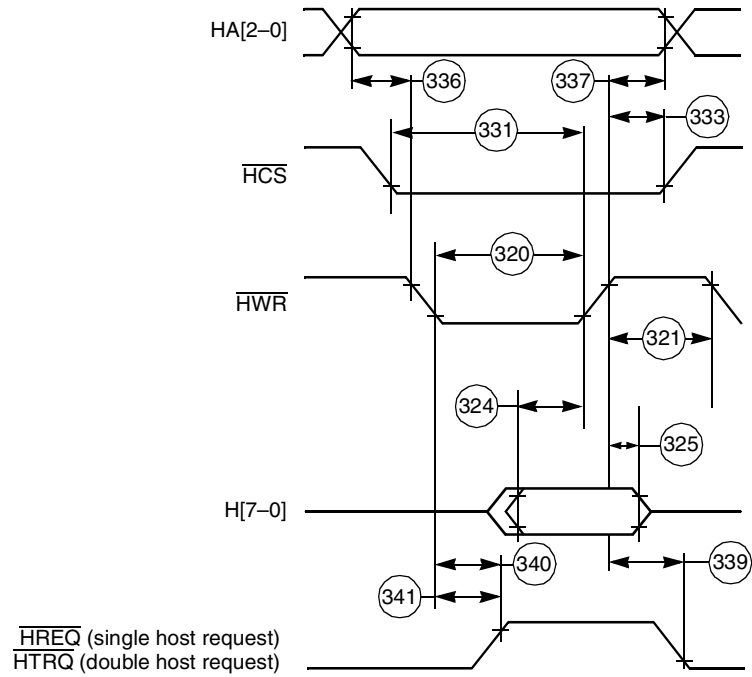 HA[2–0]
336
337
333
331
HCS
320
HWR
321
324
325
H[7–0]
340
339
341
HREQ (single host request)
HTRQ (double host request)